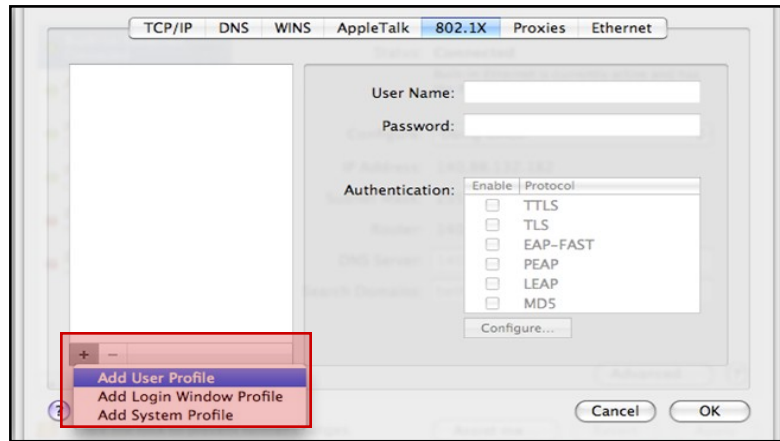 TCP/IP DNS WINS AppleTalk 802.1X Proxies Ethernet
User Name:
Password:
Authentication:
Enable Protocol
TTLS
TLS
EAP-FAST
PEAP
LEAP
MD5
Configure...
+ −
Add User Profile
Add Login Window Profile
Add System Profile
? Cancel OK